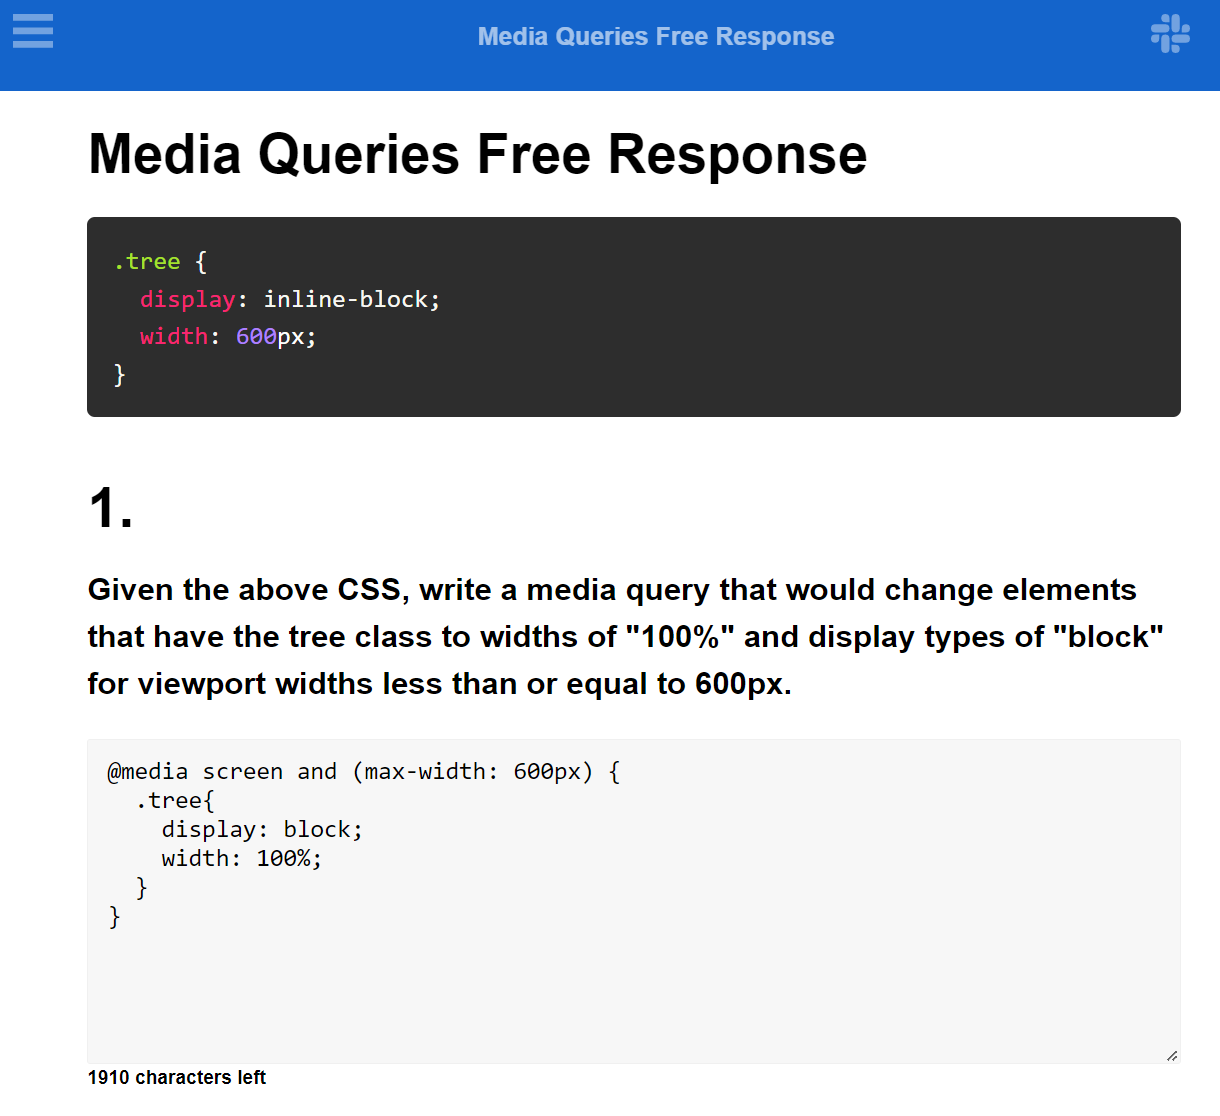 Media Queries Free Response
Media Queries Free Response
.tree {
  display: inline-block;
  width: 600px;
}
1.
Given the above CSS, write a media query that would change elements
that have the tree class to widths of "100%" and display types of "block"
for viewport widths less than or equal to 600px.
@media screen and (max-width: 600px) {
  .tree{
    display: block;
    width: 100%;
  }
}
1910 characters left